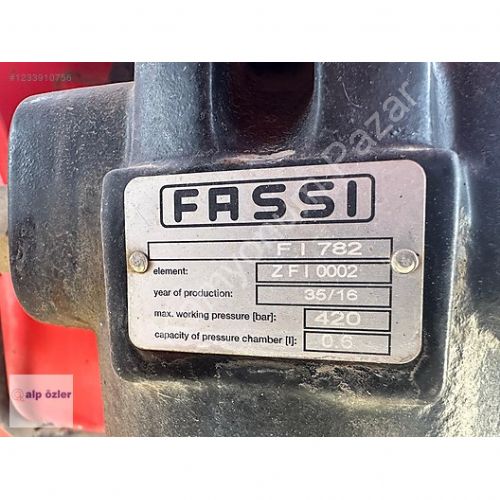 #1233910756
FASSI
F I 782
element: Z F I 0002
year of production: 35/16
max. working pressure [bar]: 420
capacity of pressure chamber [l]: 0.6
alp özler